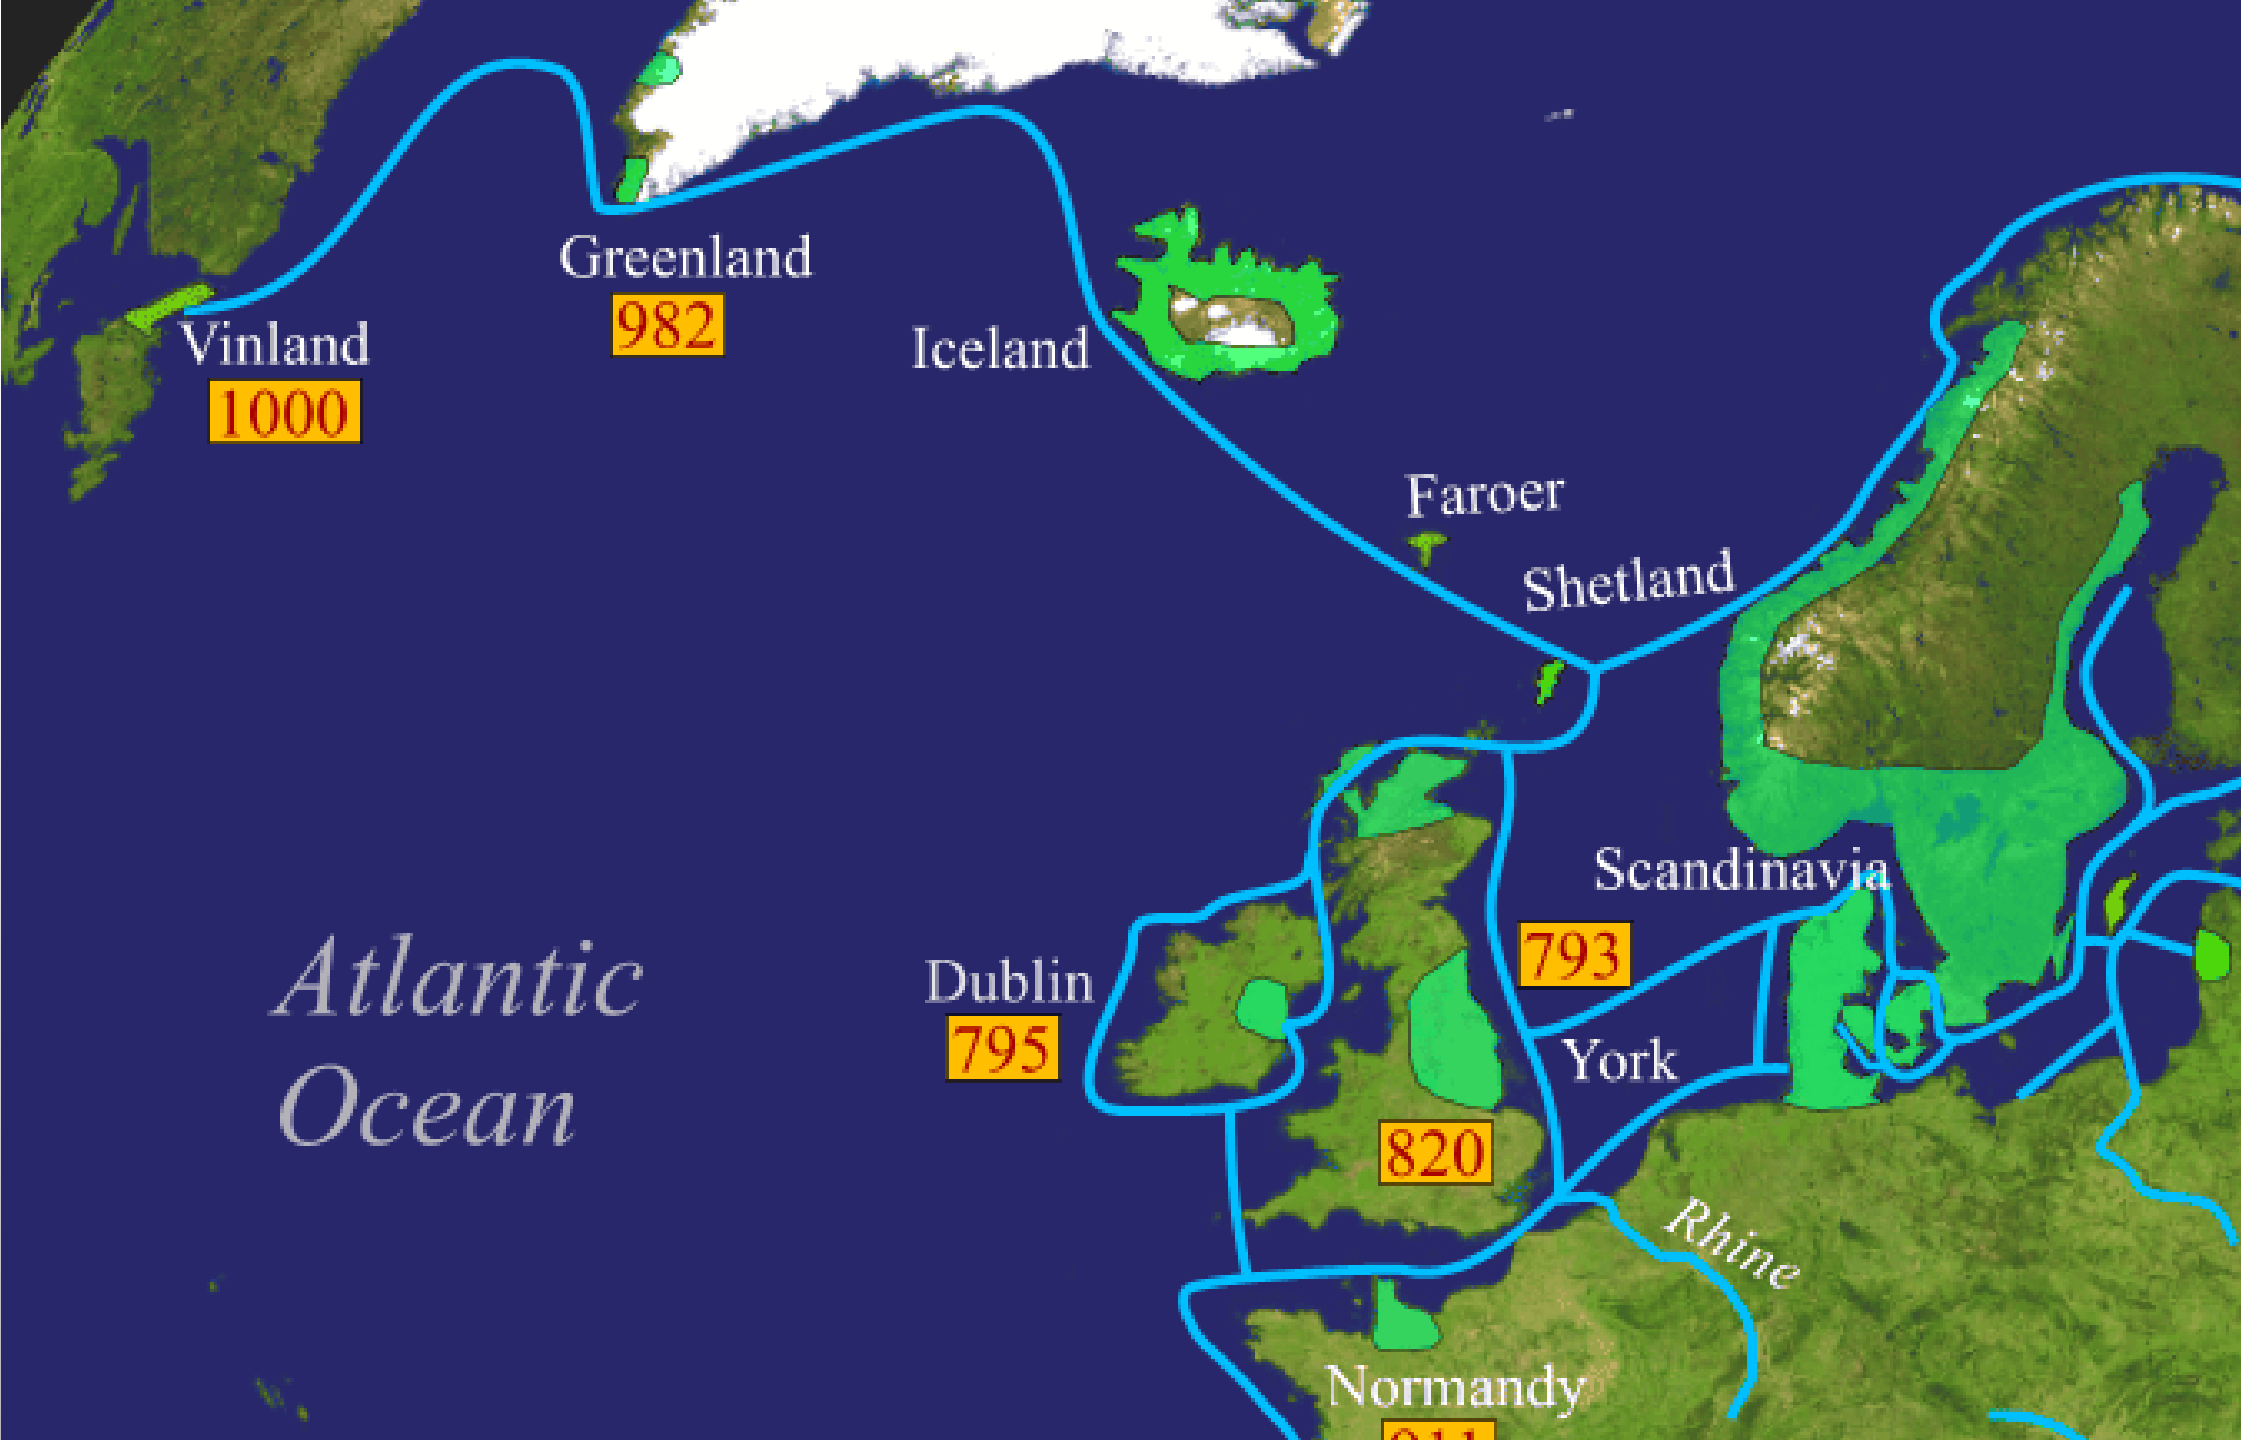 Greenland
982
Vinland
1000
Iceland
Faroer
Shetland
Scandinavia
793
Dublin
795
York
820
Atlantic
Ocean
Rhine
Normandy